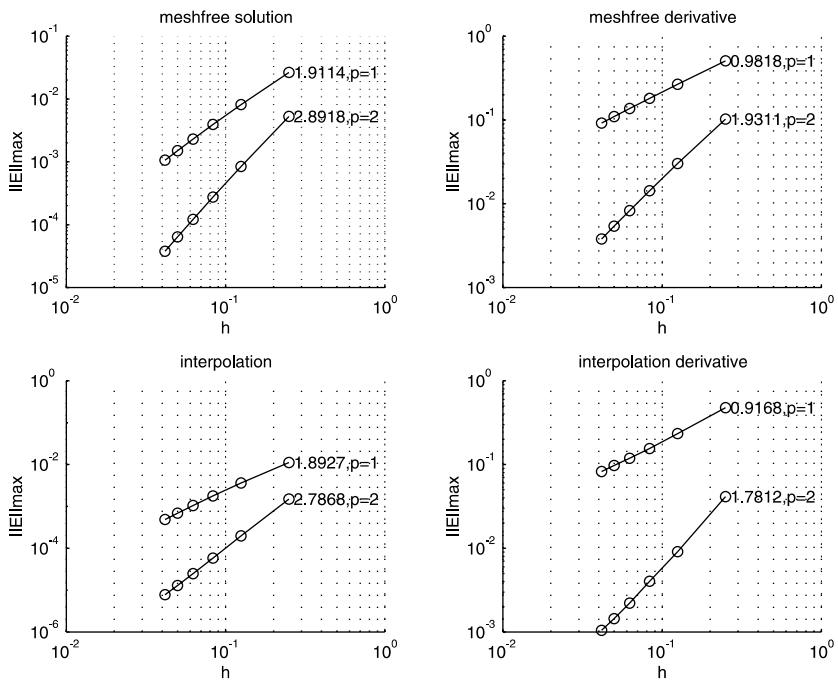 meshfree solution
10^-1
10^-2
10^-3
10^-4
10^-5
||E||max
1.9114,p=1
2.8918,p=2
10^-2
10^-1
10^0
h
meshfree derivative
10^0
10^-1
10^-2
10^-3
||E||max
0.9818,p=1
1.9311,p=2
10^-2
10^-1
10^0
h
interpolation
10^0
10^-2
10^-4
10^-6
||E||max
1.8927,p=1
2.7868,p=2
10^-2
10^-1
10^0
h
interpolation derivative
10^0
10^-1
10^-2
10^-3
||E||max
0.9168,p=1
1.7812,p=2
10^-2
10^-1
10^0
h